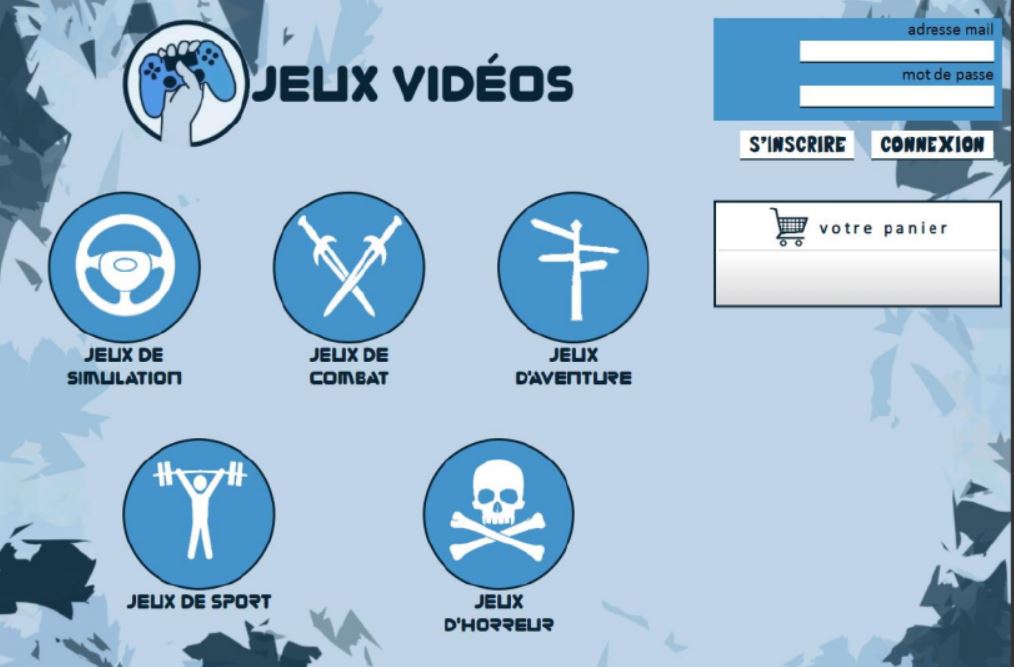 JEUX VIDÉOS
adresse mail
mot de passe
S'INSCRIRE
CONNEXION
votre panier
JEUX DE
SIMULATION
JEUX DE
COMBAT
JEUX
D'AVENTURE
JEUX DE SPORT
JEUX
D'HORREUR